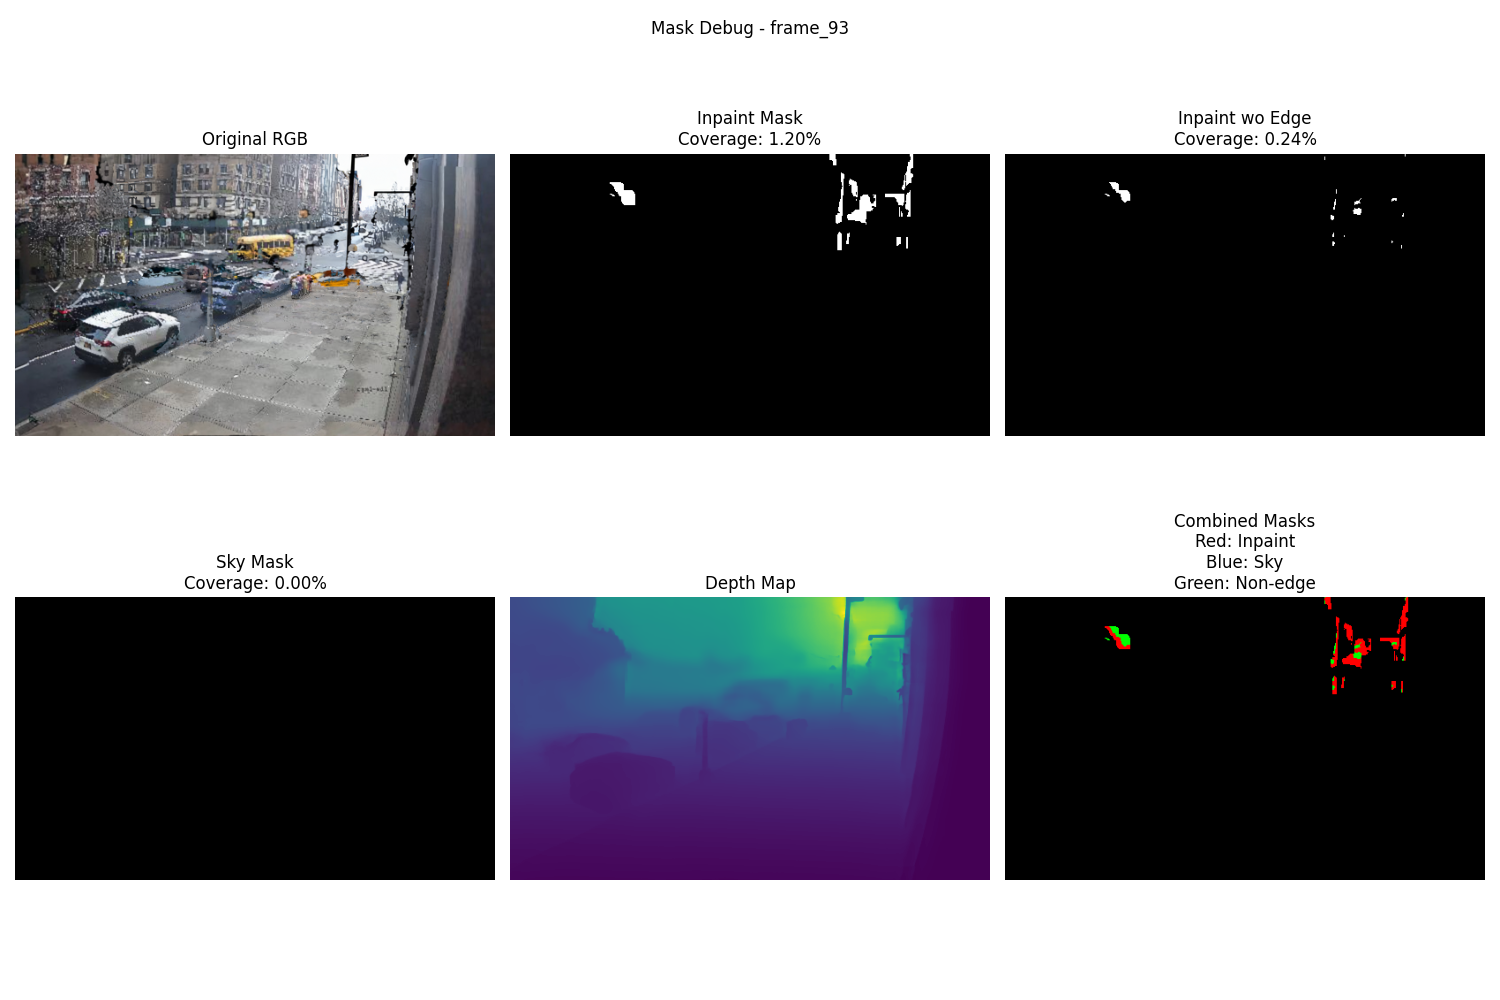 Mask Debug - frame_93
Original RGB
Inpaint Mask
Coverage: 1.20%
Inpaint wo Edge
Coverage: 0.24%
Sky Mask
Coverage: 0.00%
Depth Map
Combined Masks
Red: Inpaint
Blue: Sky
Green: Non-edge